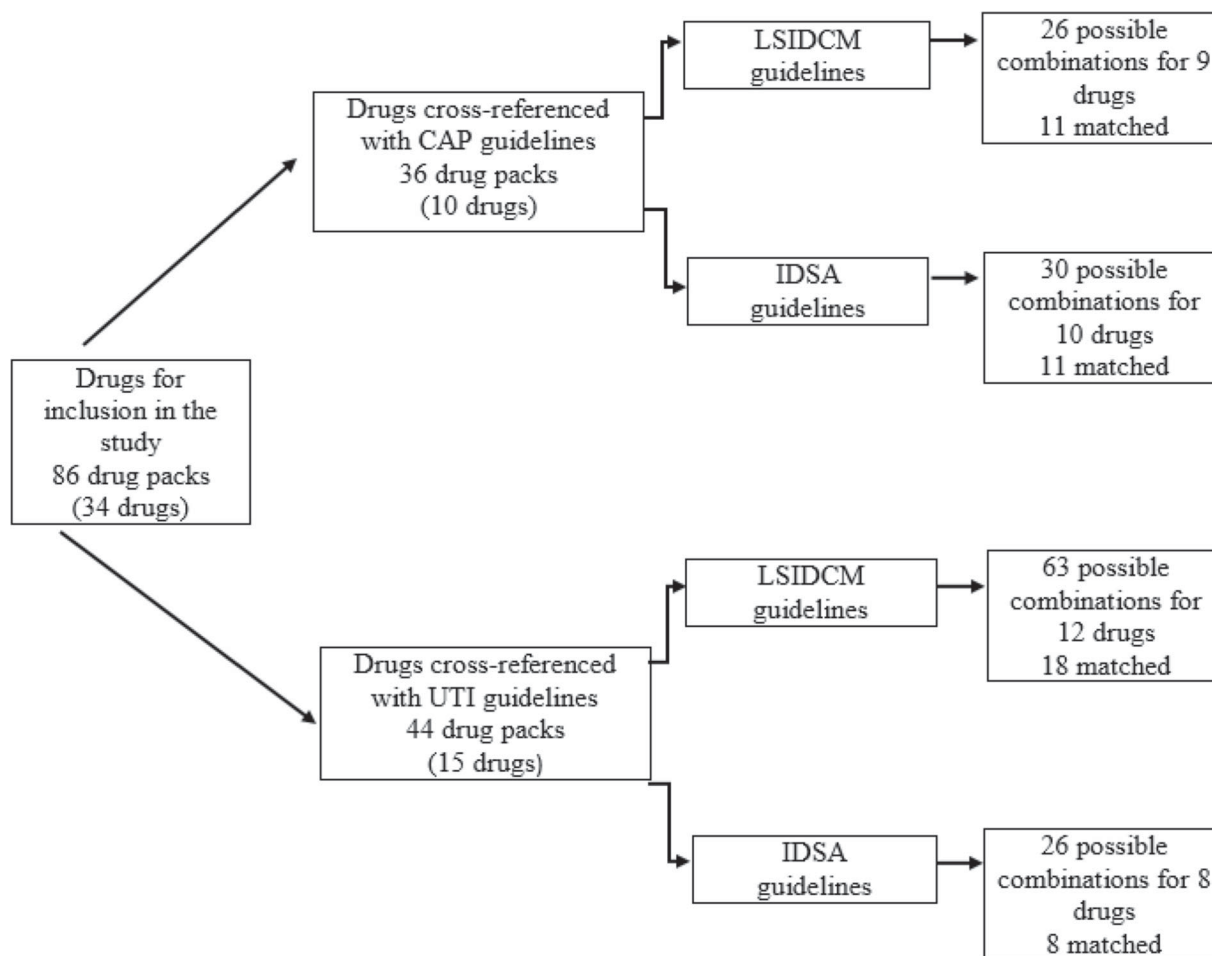 Drugs for
inclusion in the
study
86 drug packs
(34 drugs)
Drugs cross-referenced
with CAP guidelines
36 drug packs
(10 drugs)
LSIDCM
guidelines
26 possible
combinations for 9
drugs
11 matched
IDSA
guidelines
30 possible
combinations for
10 drugs
11 matched
Drugs cross-referenced
with UTI guidelines
44 drug packs
(15 drugs)
LSIDCM
guidelines
63 possible
combinations for
12 drugs
18 matched
IDSA
guidelines
26 possible
combinations for 8
drugs
8 matched